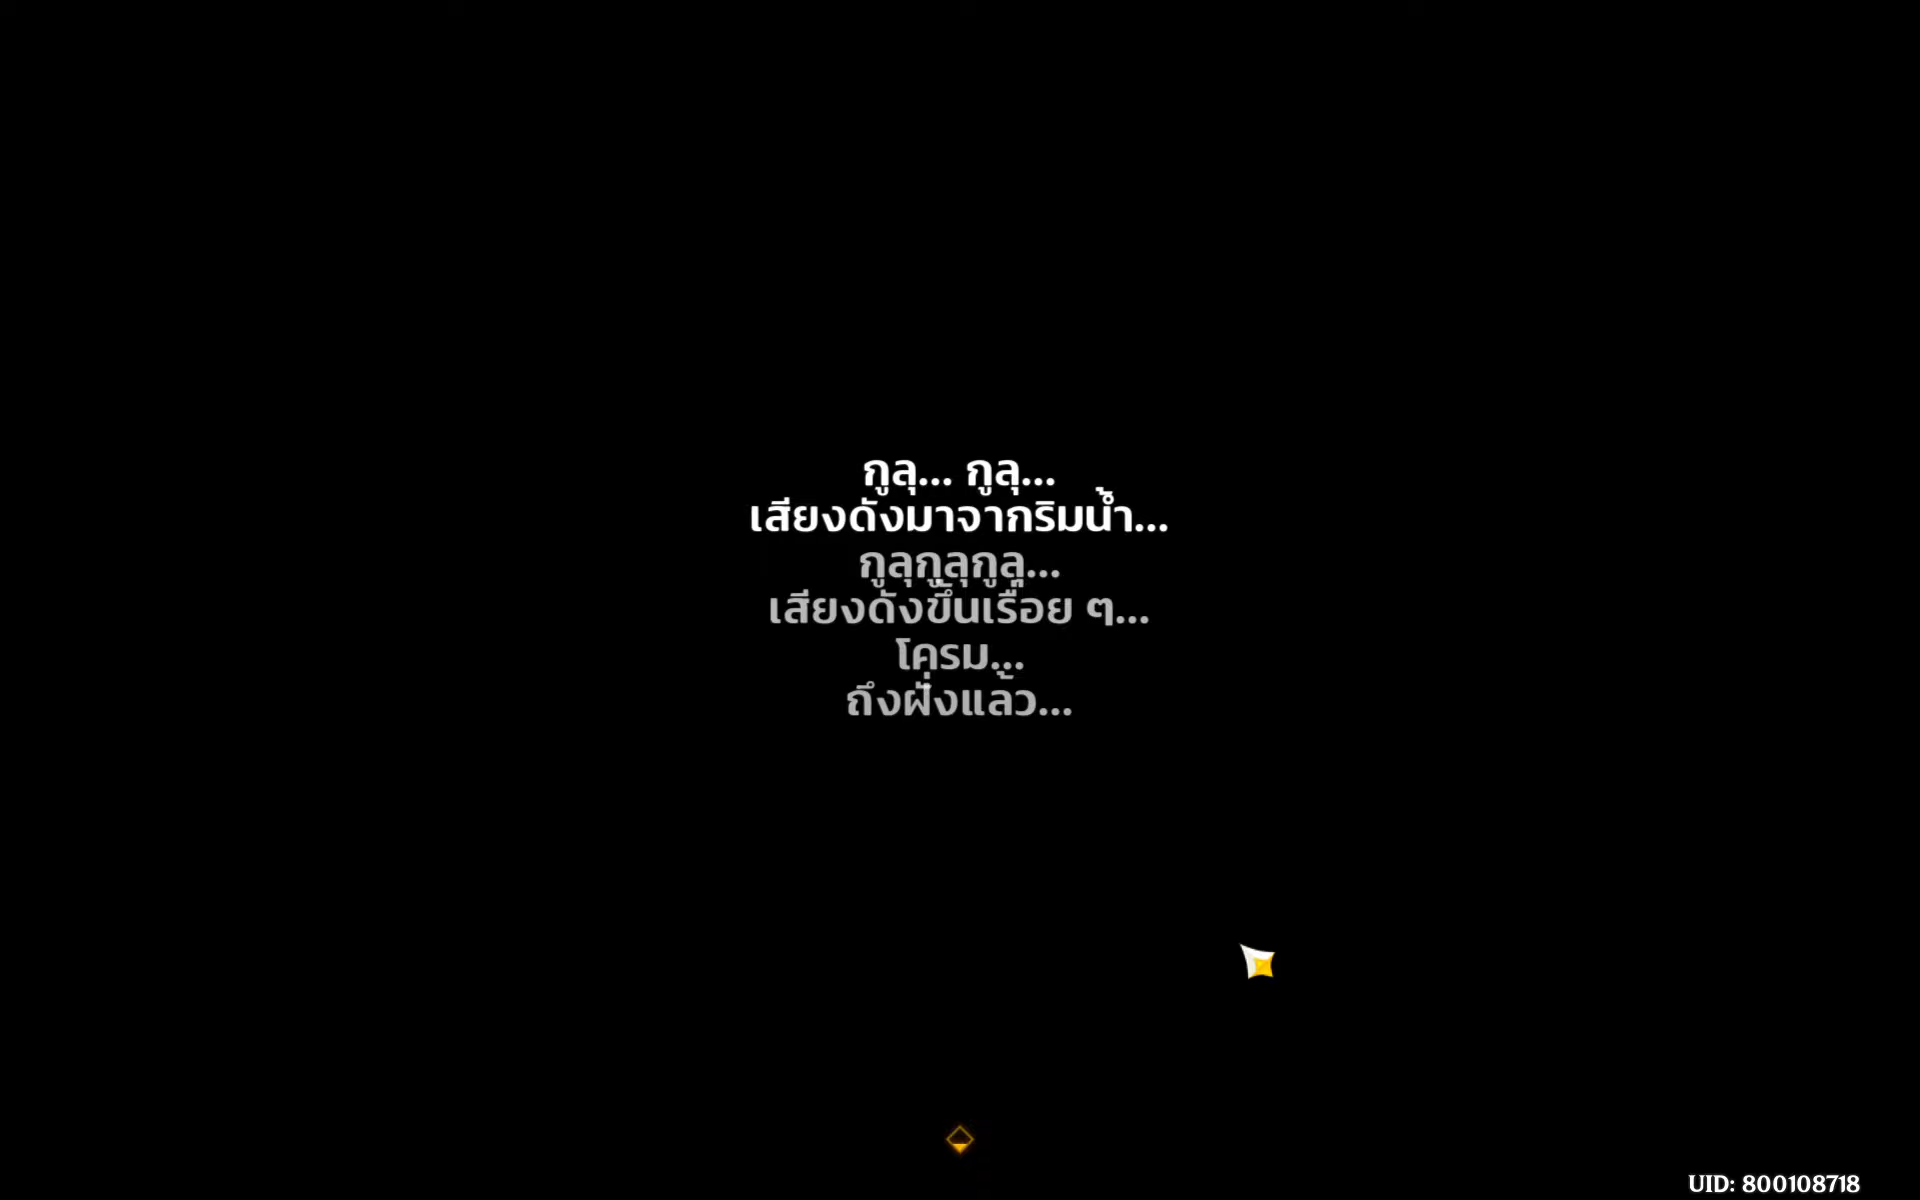 กูลุ... กูลุ...
เสียงดังมาจากริมน้ำ...
กูลุกูลุกูลุ...
เสียงดังขึ้นเรื่อย ๆ...
โครม...
ถึงฝั่งแล้ว...
UID: 800108718